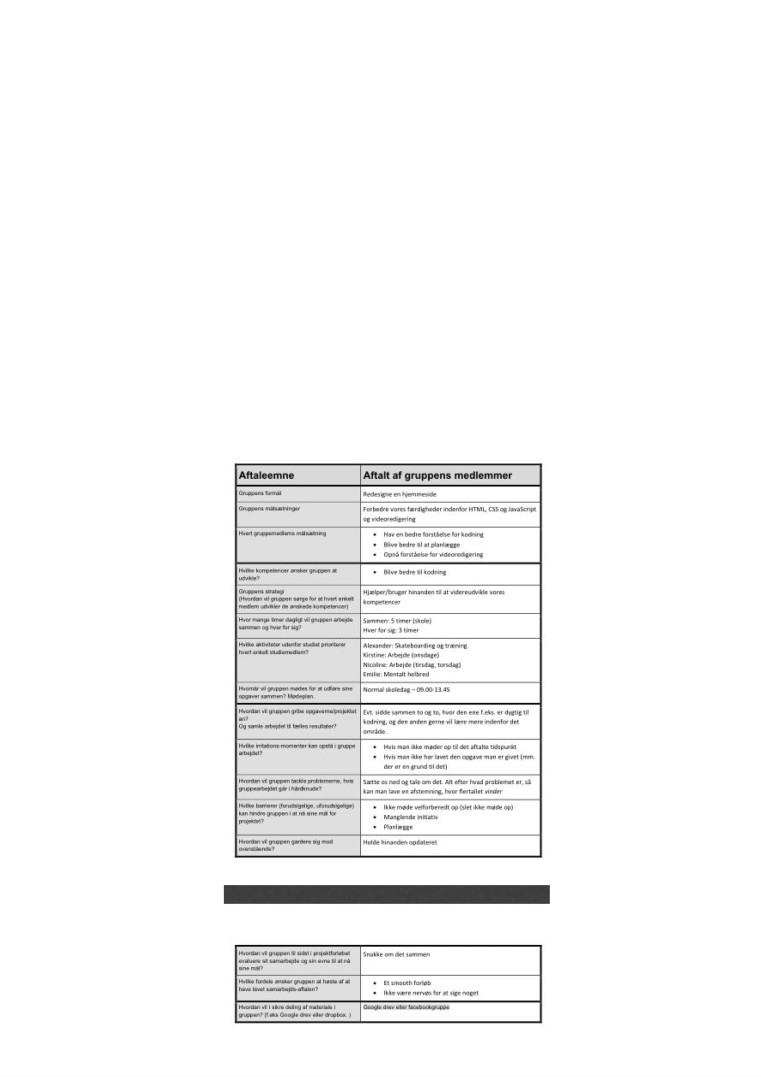 Aftaleemne
Aftalt af gruppens medlemmer
Gruppens formål
Redesigne en hjemmeside
Gruppens målsætninger
Forbedre vores færdigheder indenfor HTML, CSS og JavaScript
og videoredigering
Hvert gruppemedlems målsætning
• Hav en bedre forståelse for kodning
• Blive bedre til at planlægge
• Opnå forståelse for videoredigering
Hvilke kompetencer ønsker gruppen at
udvikle?
• Blive bedre til kodning
Gruppens strategi
(Hvordan vil gruppen sørge for at hvert enkelt
medlem udvikler de ønskede kompetencer)
Hjælper/bruger hinanden til at videreudvikle vores
kompetencer
Hvor mange timer dagligt vil gruppen arbejde
sammen og hver for sig?
Sammen: 5 timer (skole)
Hver for sig: 3 timer
Hvilke aktiviteter udenfor studiet prioriterer
hvert enkelt studiemedlem?
Alexander: Skateboarding og træning
Kirstine: Arbejde (onsdage)
Nicoline: Arbejde (tirsdag, torsdag)
Emilie: Mentalt helbred
Hvornår vil gruppen mødes for at udføre sine
opgaver sammen? Mødeplan.
Normal skoledag – 09.00-13.45
Hvordan vil gruppen gribe opgaverne/projektet
an?
Og samle arbejdet til fælles resultater?
Evt. sidde sammen to og to, hvor den ene f.eks. er dygtig til
kodning, og den anden gerne vil lære mere indenfor det
område.
Hvilke irritations-momenter kan opstå i gruppe
arbejdet?
• Hvis man ikke møder op til det aftalte tidspunkt
• Hvis man ikke har lavet den opgave man er givet (mm.
der er en grund til det)
Hvordan vil gruppen tackle problemerne, hvis
gruppearbejdet går i hårdknude?
Sætte os ned og tale om det. Alt efter hvad problemet er, så
kan man lave en afstemning, hvor flertallet vinder
Hvilke barrierer (forudsigelige, uforudsigelige)
kan hindre gruppen i at nå sine mål for
projektet?
• Ikke møde velforberedt op (slet ikke møde op)
• Manglende initiativ
• Planlægge
Hvordan vil gruppen gardere sig mod
ovenstående?
Holde hinanden opdateret
Hvordan vil gruppen til sidst i projektforløbet
evaluere sit samarbejde og sin evne til at nå
sine mål?
Snakke om det sammen
Hvilke fordele ønsker gruppen at høste af at
have lavet samarbejds-aftalen?
• Et smooth forløb
• Ikke være nervøs for at sige noget
Hvordan vil I sikre deling af materiale i
gruppen? (f.eks Google drev eller dropbox. )
Google drev eller facebookgruppe